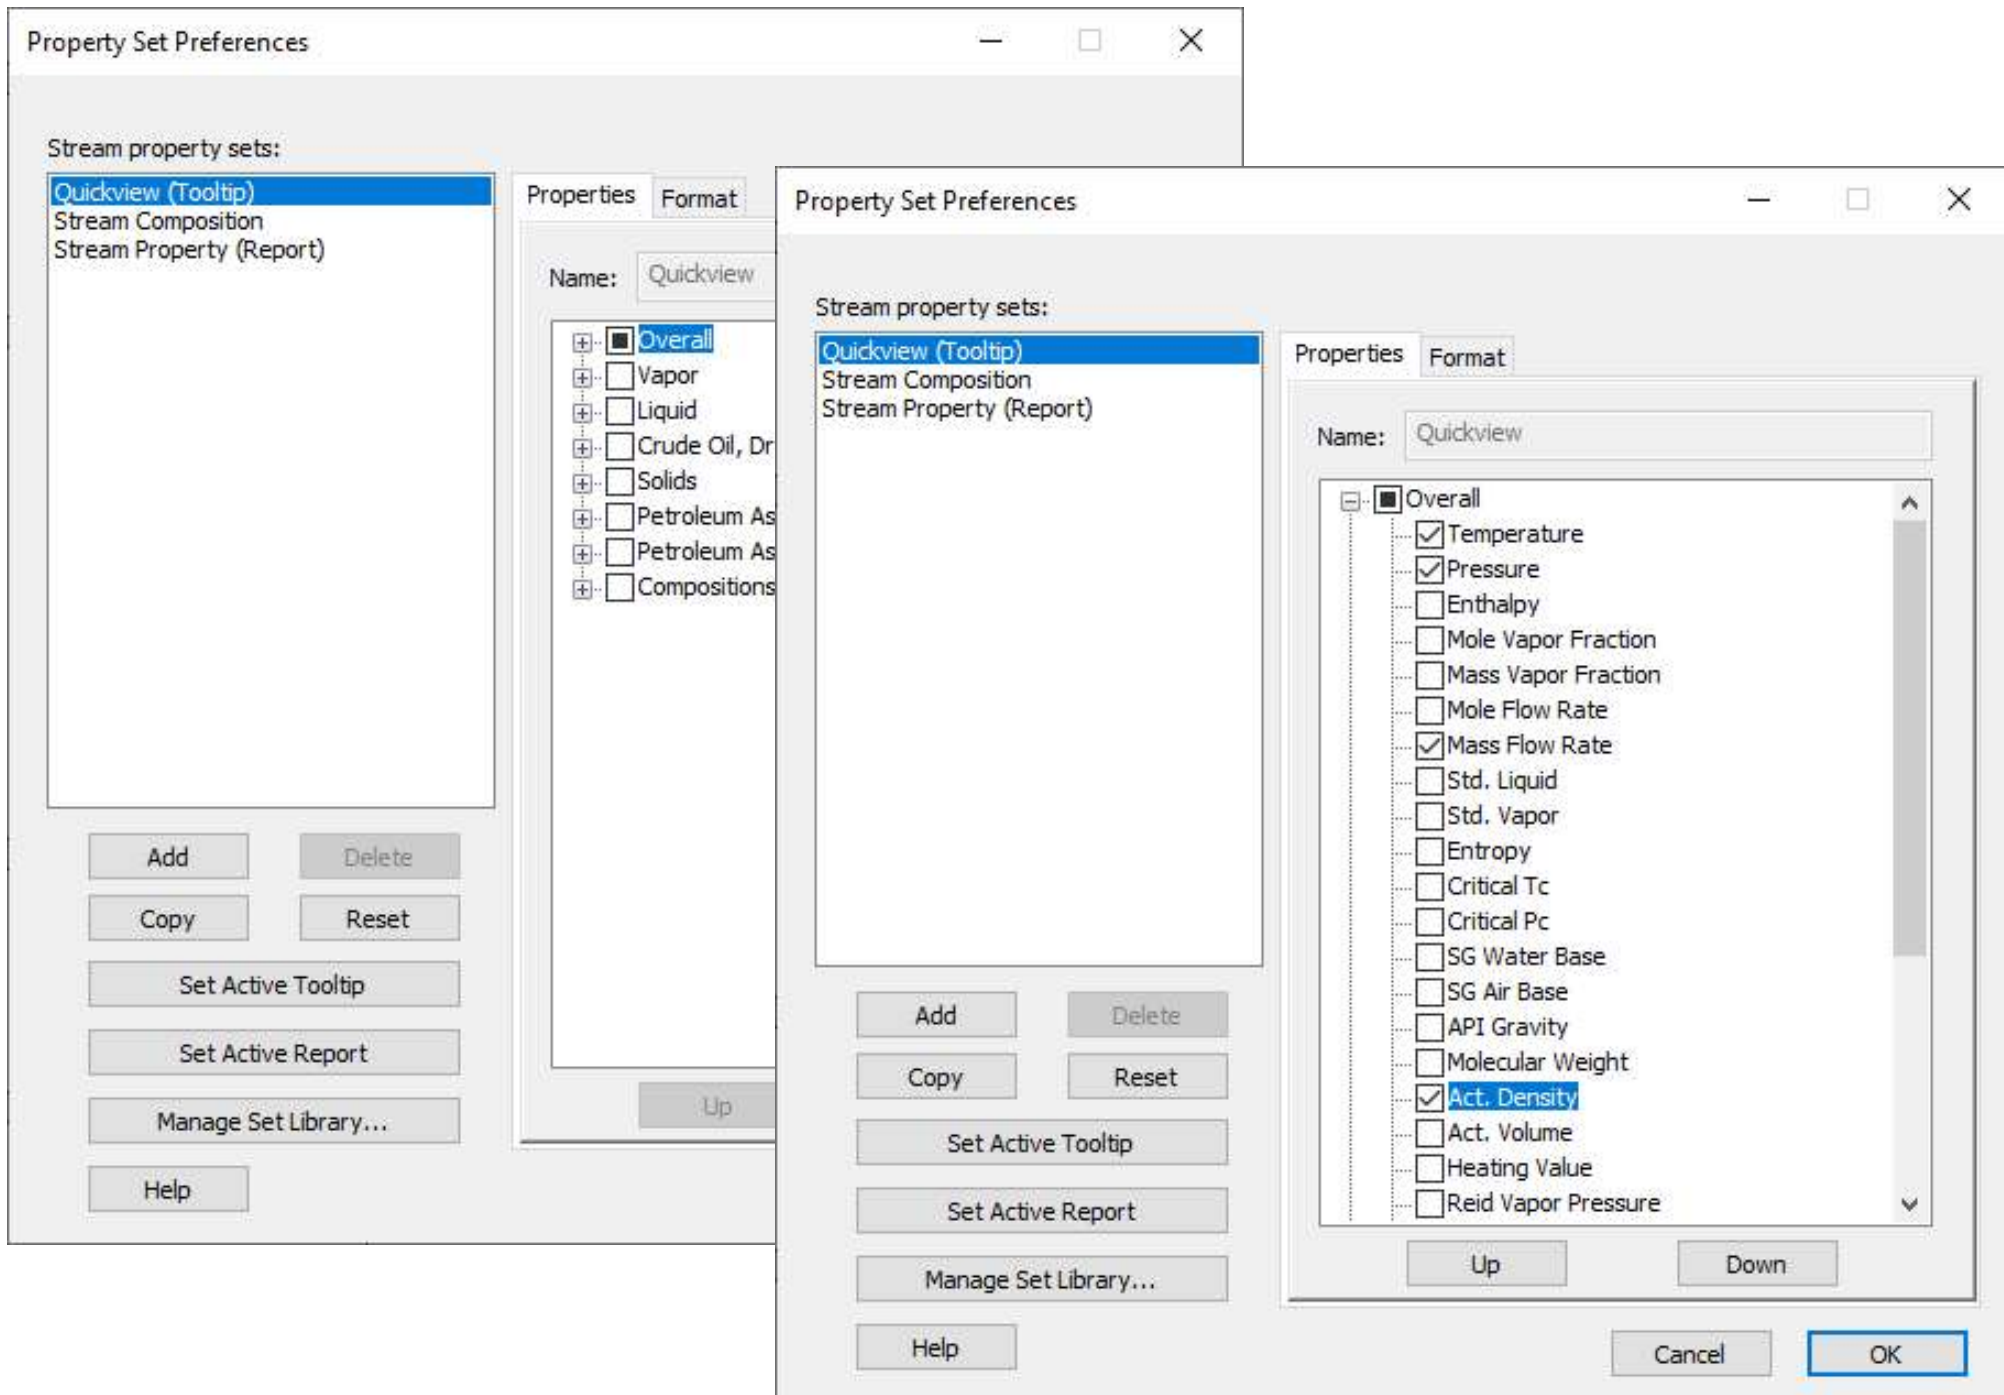 Property Set Preferences
Stream property sets:
Quickview (Tooltip)
Stream Composition
Stream Property (Report)
Add
Delete
Copy
Reset
Set Active Tooltip
Set Active Report
Manage Set Library...
Help
Properties
Format
Name:
Quickview
Overall
Vapor
Liquid
Crude Oil, Dr
Solids
Petroleum As
Petroleum As
Compositions
Up
Property Set Preferences
Stream property sets:
Quickview (Tooltip)
Stream Composition
Stream Property (Report)
Add
Delete
Copy
Reset
Set Active Tooltip
Set Active Report
Manage Set Library...
Help
Properties
Format
Name:
Quickview
Overall
Temperature
Pressure
Enthalpy
Mole Vapor Fraction
Mass Vapor Fraction
Mole Flow Rate
Mass Flow Rate
Std. Liquid
Std. Vapor
Entropy
Critical Tc
Critical Pc
SG Water Base
SG Air Base
API Gravity
Molecular Weight
Act. Density
Act. Volume
Heating Value
Reid Vapor Pressure
Up
Down
Cancel
OK